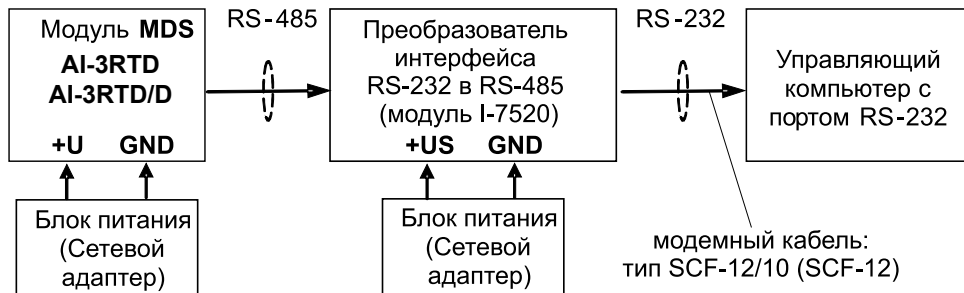 Модуль MDS
AI-3RTD
AI-3RTD/D
+U GND
RS-485
Преобразователь
интерфейса
RS-232 в RS-485
(модуль I-7520)
+US GND
RS-232
Управляющий
компьютер с
портом RS-232
Блок питания
(Сетевой
адаптер)
Блок питания
(Сетевой
адаптер)
модемный кабель:
тип SCF-12/10 (SCF-12)